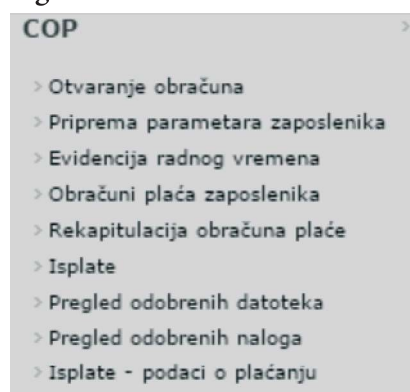 COP
Otvaranje obračuna
Priprema parametara zaposlenika
Evidencija radnog vremena
Obračuni plaća zaposlenika
Rekapitulacija obračuna plaće
Isplate
Pregled odobrenih datoteka
Pregled odobrenih naloga
Isplate - podaci o plaćanju